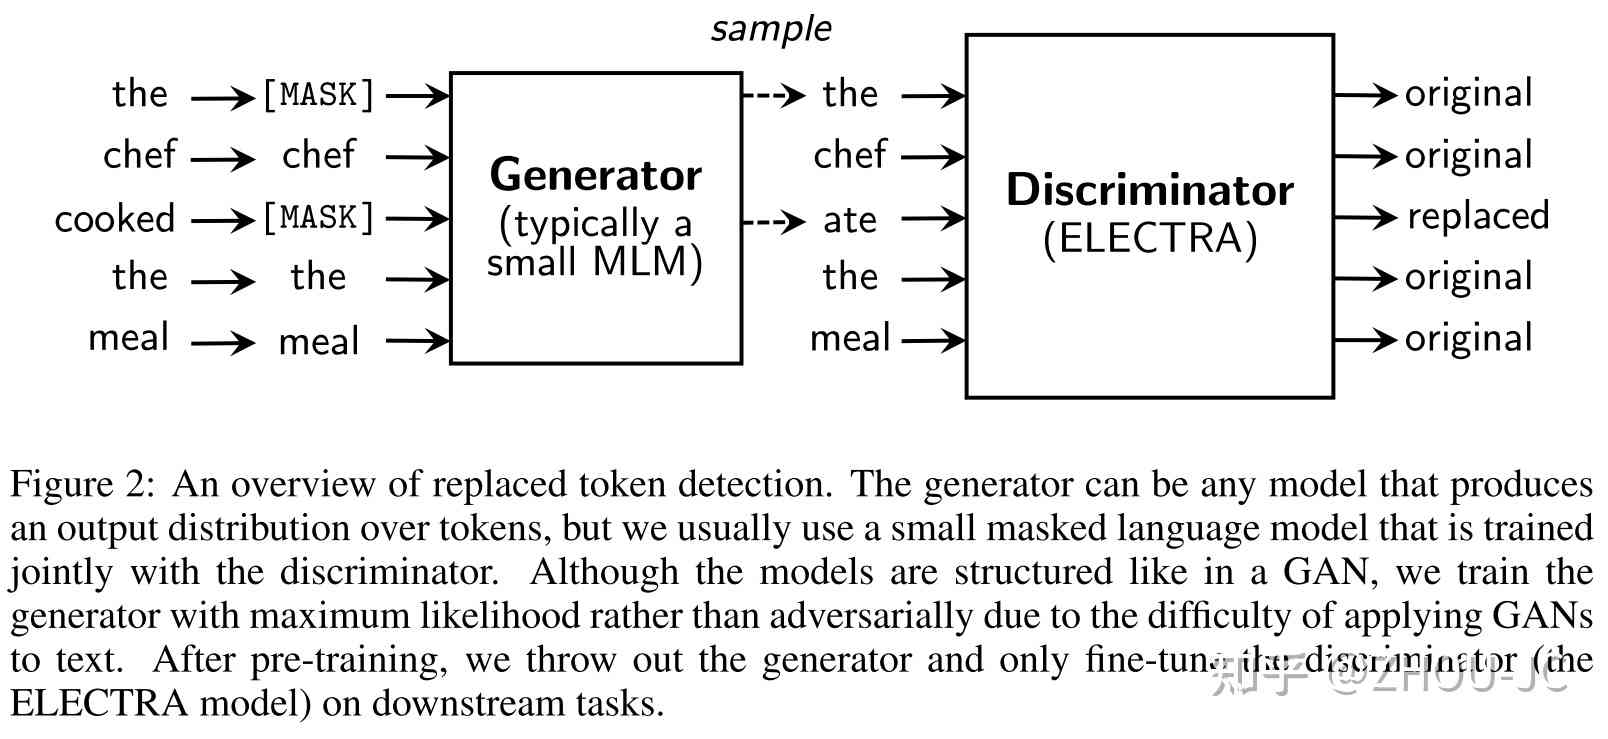 sample
the [MASK] the original
chef chef Generator chef Discriminator original
cooked [MASK] (typically a ate (ELECTRA) replaced
the the small MLM) the original
meal meal meal original
Figure 2: An overview of replaced token detection. The generator can be any model that produces
an output distribution over tokens, but we usually use a small masked language model that is trained
jointly with the discriminator. Although the models are structured like in a GAN, we train the
generator with maximum likelihood rather than adversarially due to the difficulty of applying GANs
to text. After pre-training, we throw out the generator and only fine-tune the discriminator (the
ELECTRA model) on downstream tasks.
知乎 @ZHOU-JC